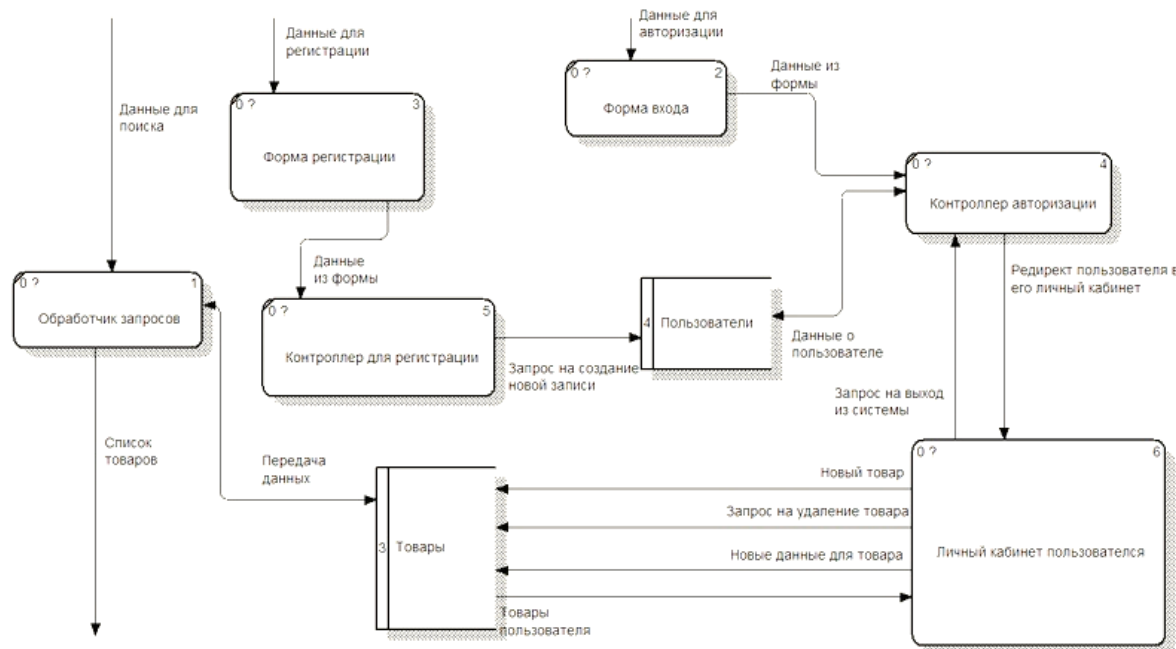 Данные для
регистрации
Данные для
авторизации
Данные из
формы
Данные для
поиска
0 ?
3
Форма регистрации
0 ?
2
Форма входа
0 ?
4
Контроллер авторизации
Данные
из формы
Редирект пользователя в
его личный кабинет
0 ?
1
Обработчик запросов
0 ?
5
Контроллер для регистрации
4
Пользователи
Данные о
пользователе
Запрос на создание
новой записи
Запрос на выход
из системы
Список
товаров
Передача
данных
3
Товары
Новый товар
Запрос на удаление товара
Новые данные для товара
Товары
пользователя
0 ?
6
Личный кабинет пользователся